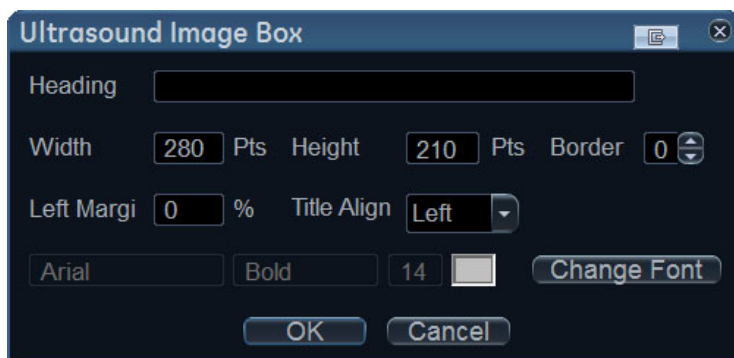 Ultrasound Image Box
Heading
Width 280 Pts Height 210 Pts Border 0
Left Margi 0 % Title Align Left
Arial Bold 14 Change Font
OK Cancel